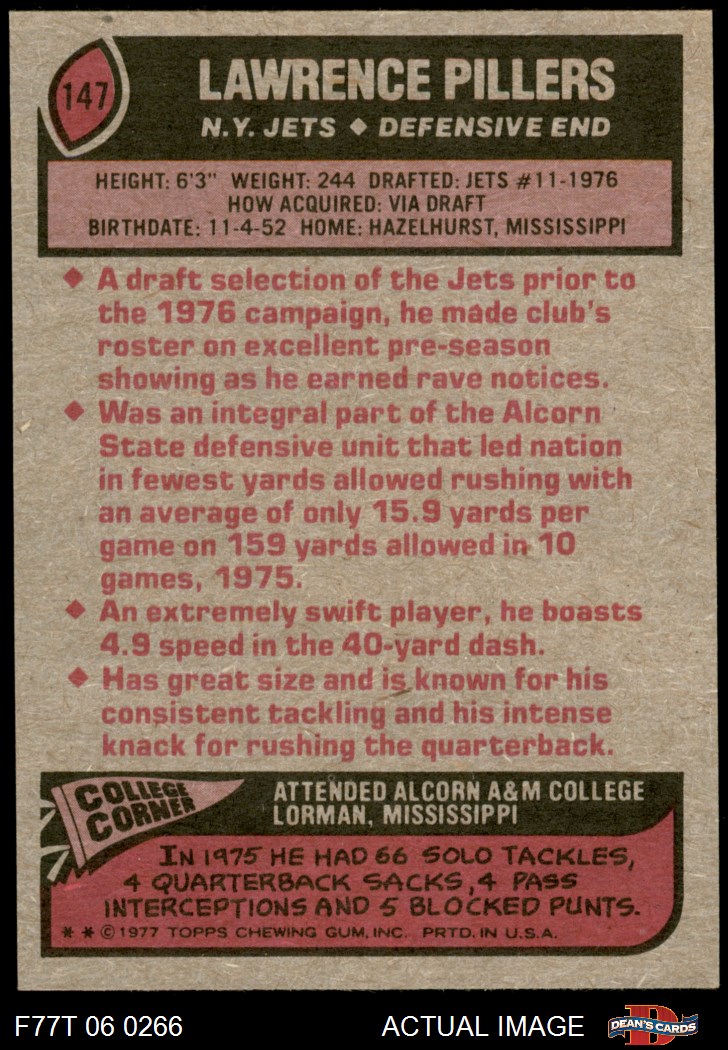 147
LAWRENCE PILLERS
N.Y. JETS ◆ DEFENSIVE END
HEIGHT: 6'3" WEIGHT: 244 DRAFTED: JETS #11-1976
HOW ACQUIRED: VIA DRAFT
BIRTHDATE: 11-4-52 HOME: HAZELHURST, MISSISSIPPI
◆ A draft selection of the Jets prior to
the 1976 campaign, he made club's
roster on excellent pre-season
showing as he earned rave notices.
◆ Was an integral part of the Alcorn
State defensive unit that led nation
in fewest yards allowed rushing with
an average of only 15.9 yards per
game on 159 yards allowed in 10
games, 1975.
◆ An extremely swift player, he boasts
4.9 speed in the 40-yard dash.
◆ Has great size and is known for his
consistent tackling and his intense
knack for rushing the quarterback.
COLLEGE
CORNER
ATTENDED ALCORN A&M COLLEGE
LORMAN, MISSISSIPPI
IN 1975 HE HAD 66 SOLO TACKLES,
4 QUARTERBACK SACKS, 4 PASS
INTERCEPTIONS AND 5 BLOCKED PUNTS.
* * © 1977 TOPPS CHEWING GUM, INC. PRTD. IN U.S.A.
F77T 06 0266
ACTUAL IMAGE
D
DEAN'S CARDS